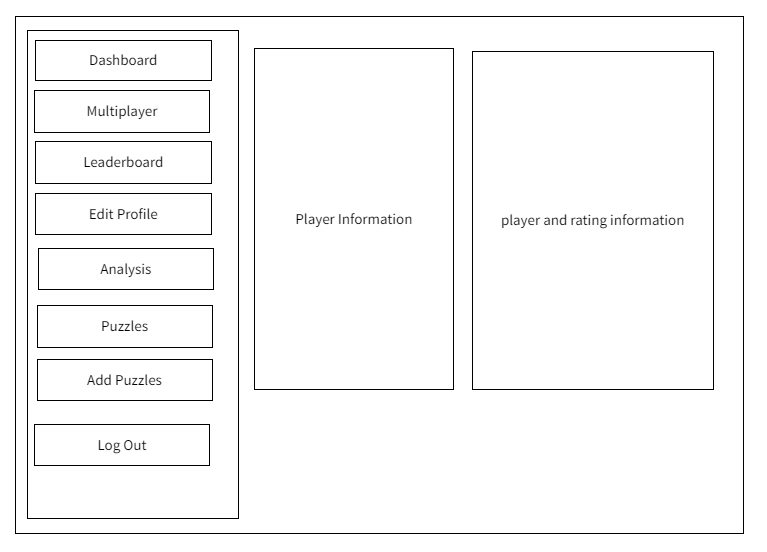 Dashboard
Multiplayer
Leaderboard
Edit Profile
Analysis
Puzzles
Add Puzzles
Log Out
Player Information
player and rating information